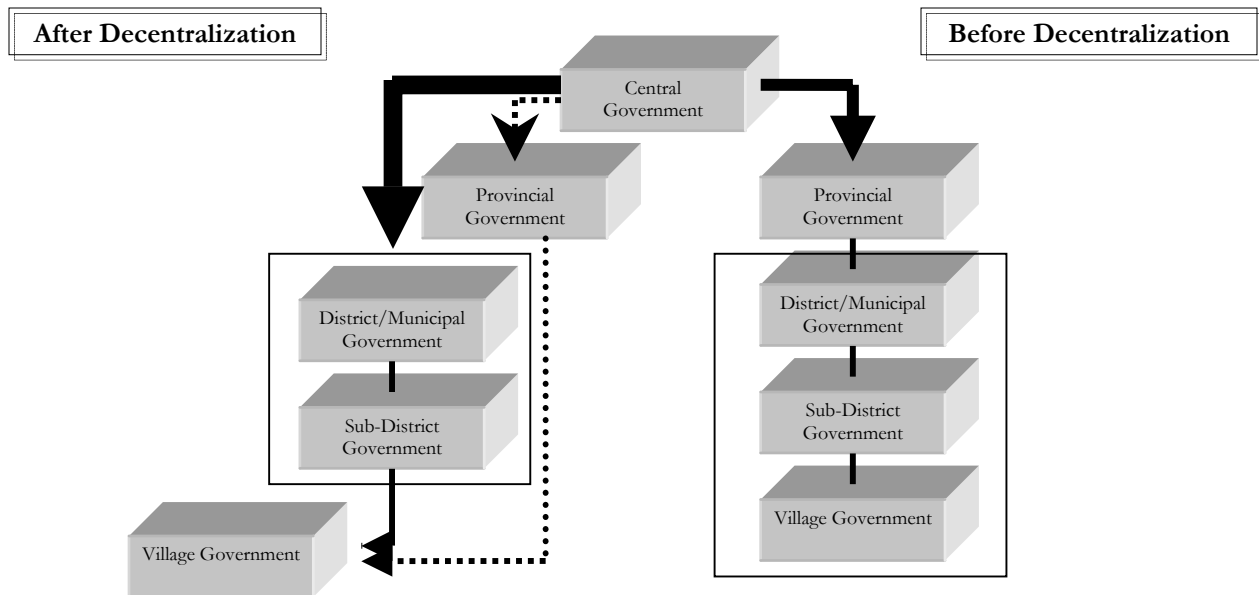 After Decentralization
Before Decentralization
Central
Government
Provincial
Government
Provincial
Government
District/Municipal
Government
District/Municipal
Government
Sub-District
Government
Sub-District
Government
Village Government
Village Government